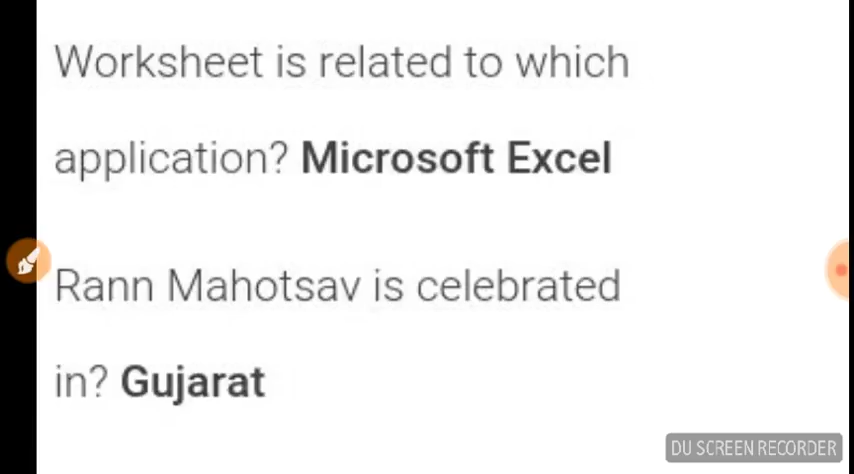 Worksheet is related to which
application? Microsoft Excel
Rann Mahotsav is celebrated
in? Gujarat
DU SCREEN RECORDER